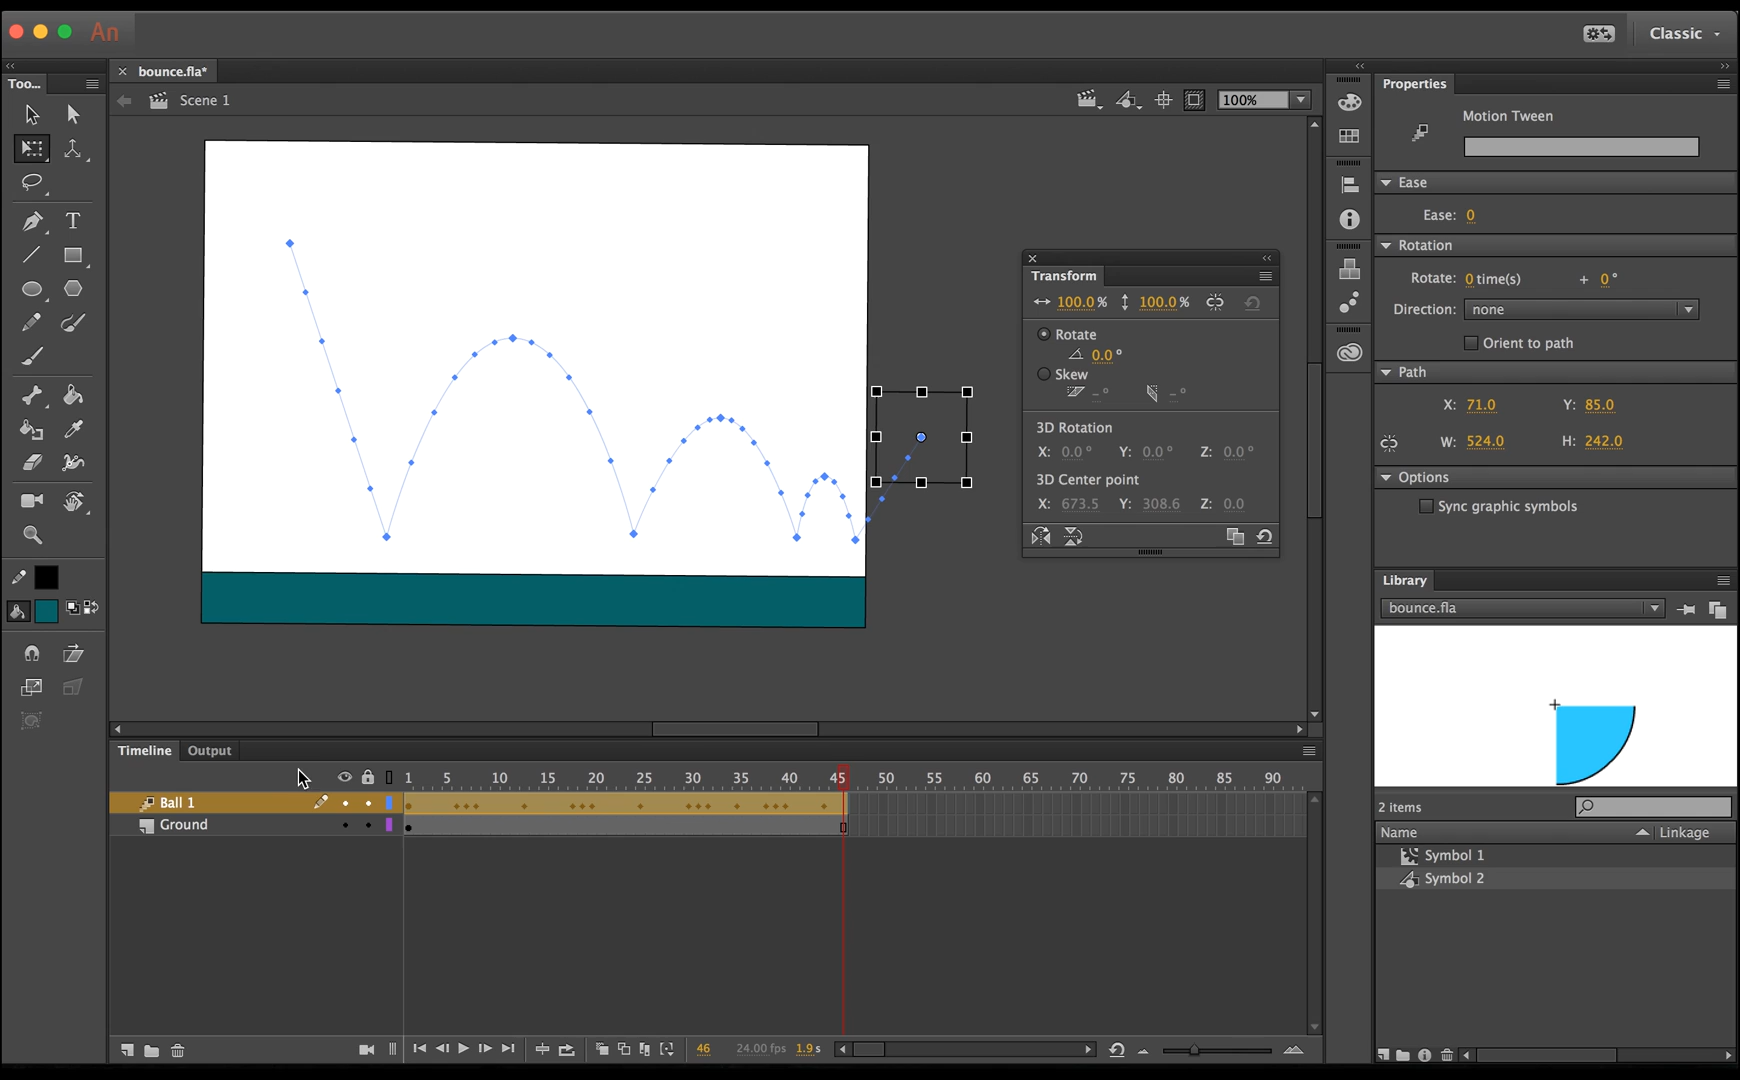 An
Classic
Too...
bounce.fla*
Properties
Scene 1
100%
Motion Tween
Ease
Ease: 0
Rotation
Rotate: 0 time(s) + 0°
Direction: none
Orient to path
Path
X: 71.0 Y: 85.0
W: 524.0 H: 242.0
Options
Sync graphic symbols
Transform
100.0 % 100.0 %
Rotate
0.0 °
Skew
-° -°
3D Rotation
X: 0.0° Y: 0.0° Z: 0.0°
3D Center point
X: 673.5 Y: 308.6 Z: 0.0
T
Library
bounce.fla
2 items
Name Linkage
Symbol 1
Symbol 2
Timeline Output
1 5 10 15 20 25 30 35 40 45 50 55 60 65 70 75 80 85 90
Ball 1
Ground
46 24.00 fps 1.9 s